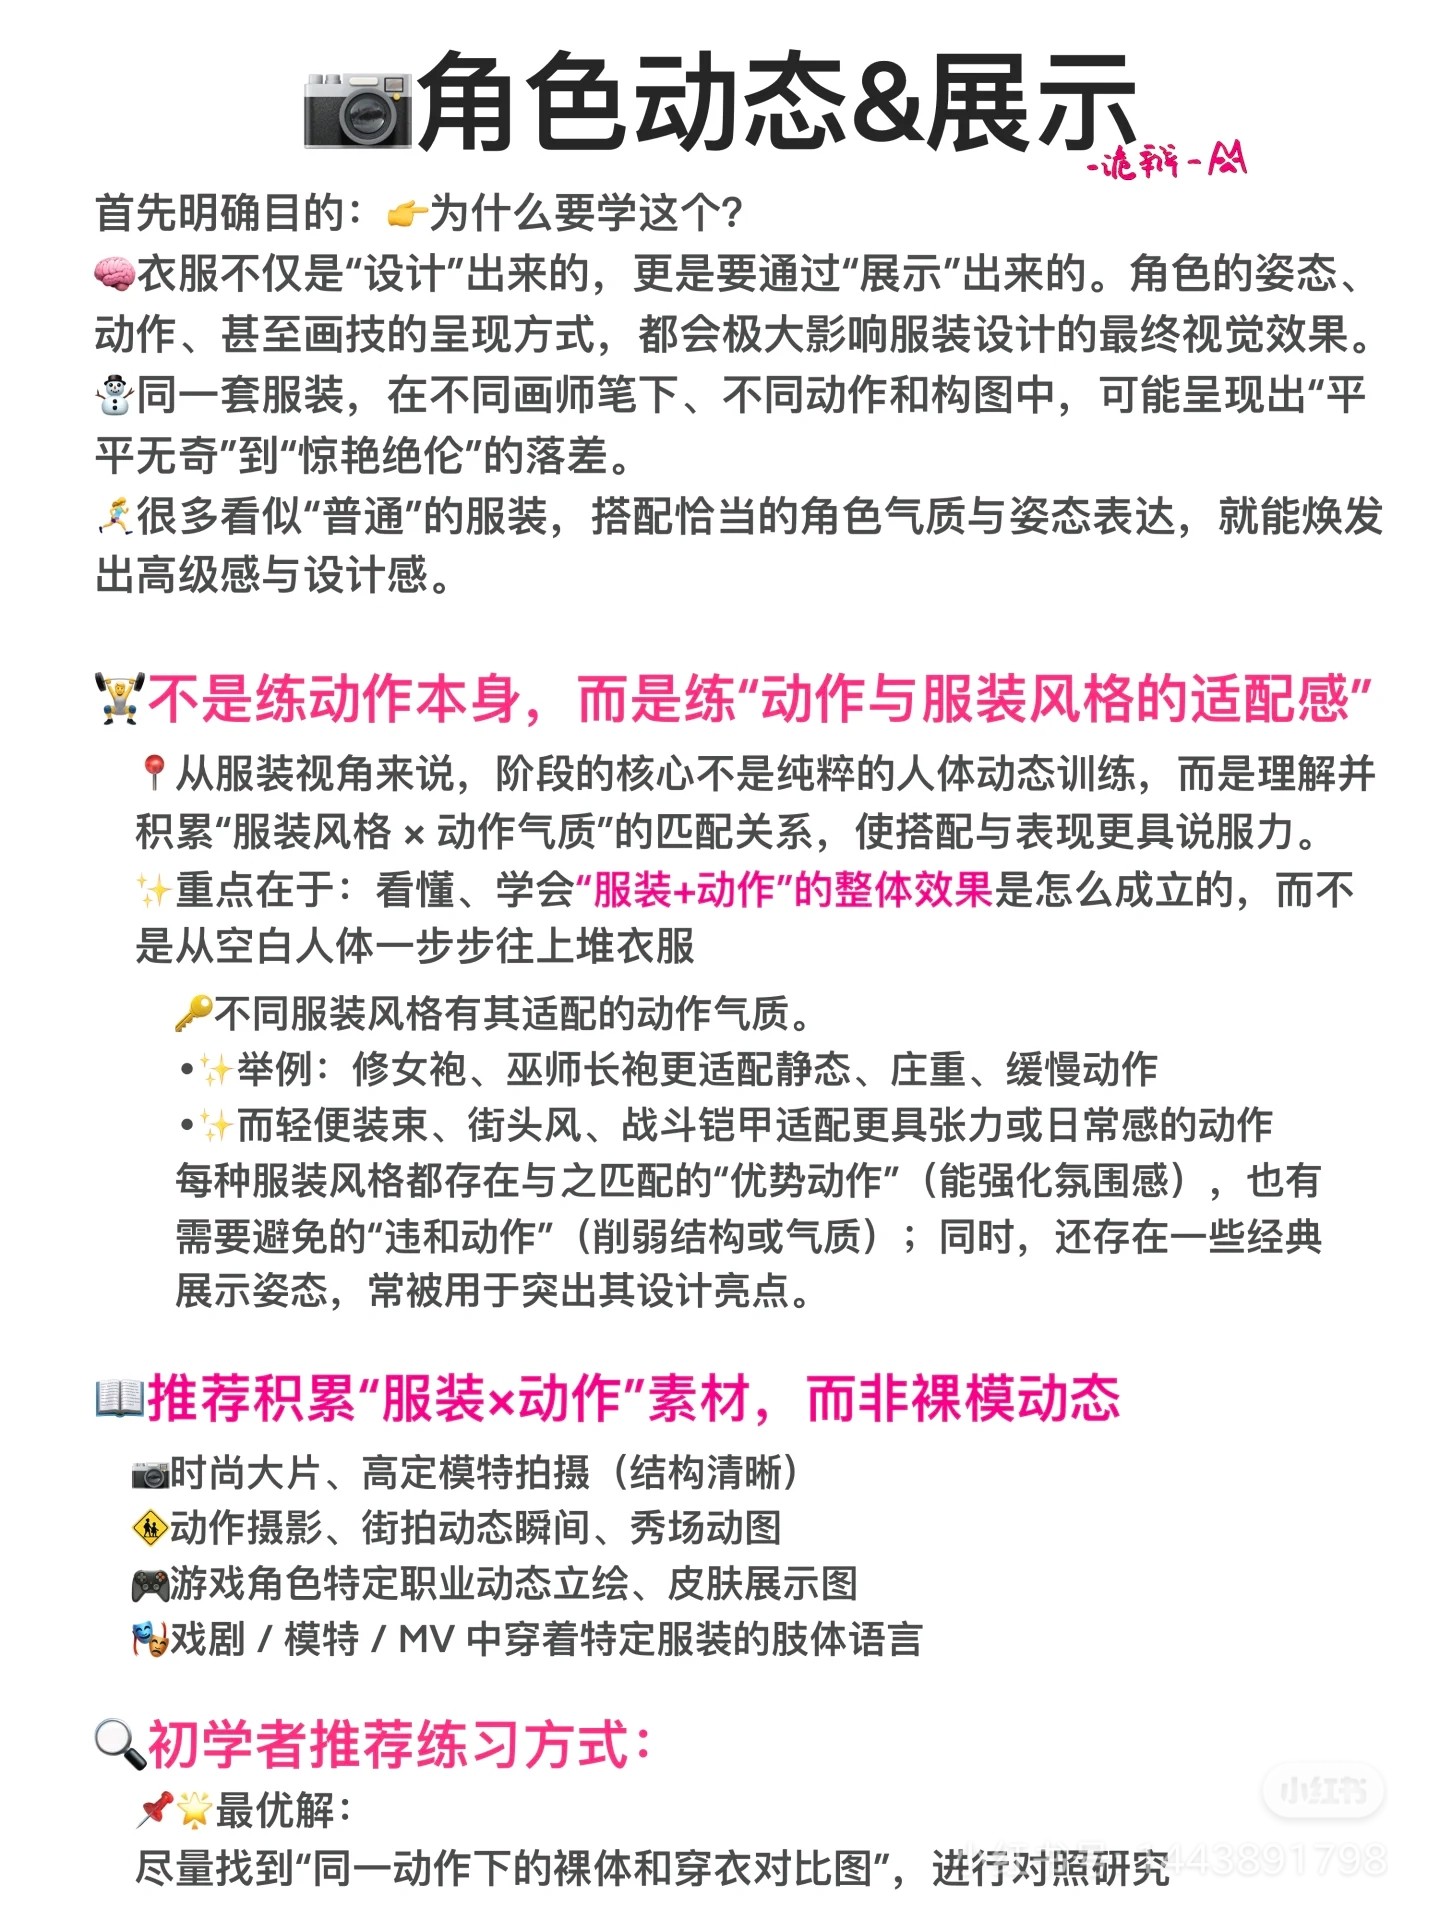 📷角色动态&展示
-诡辩-
首先明确目的：👉为什么要学这个？
🧠衣服不仅是“设计”出来的，更是要通过“展示”出来的。角色的姿态、
动作、甚至画技的呈现方式，都会极大影响服装设计的最终视觉效果。
⛄同一套服装，在不同画师笔下、不同动作和构图中，可能呈现出“平
平无奇”到“惊艳绝伦”的落差。
🏃很多看似“普通”的服装，搭配恰当的角色气质与姿态表达，就能焕发
出高级感与设计感。
🏋不是练动作本身，而是练“动作与服装风格的适配感”
📍从服装视角来说，阶段的核心不是纯粹的人体动态训练，而是理解并
积累“服装风格 × 动作气质”的匹配关系，使搭配与表现更具说服力。
✨重点在于：看懂、学会“服装+动作”的整体效果是怎么成立的，而不
是从空白人体一步步往上堆衣服
🔑不同服装风格有其适配的动作气质。
•✨举例：修女袍、巫师长袍更适配静态、庄重、缓慢动作
•✨而轻便装束、街头风、战斗铠甲适配更具张力或日常感的动作
每种服装风格都存在与之匹配的“优势动作”（能强化氛围感），也有
需要避免的“违和动作”（削弱结构或气质）；同时，还存在一些经典
展示姿态，常被用于突出其设计亮点。
📖推荐积累“服装×动作”素材，而非裸模动态
📷时尚大片、高定模特拍摄（结构清晰）
🚸动作摄影、街拍动态瞬间、秀场动图
🎮游戏角色特定职业动态立绘、皮肤展示图
🎭戏剧 / 模特 / MV 中穿着特定服装的肢体语言
🔍初学者推荐练习方式：
📌🌟最优解：
尽量找到“同一动作下的裸体和穿衣对比图”，进行对照研究
小红书
小红书号 1443891798